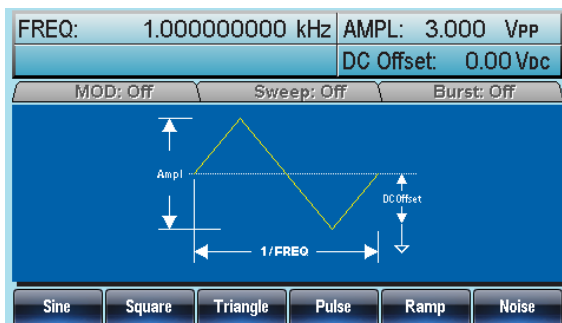 FREQ: 1.000000000 kHz AMPL: 3.000 VPP
DC Offset: 0.00 VDC
MOD: Off Sweep: Off Burst: Off
Ampl
DC Offset
1/FREQ
Sine Square Triangle Pulse Ramp Noise